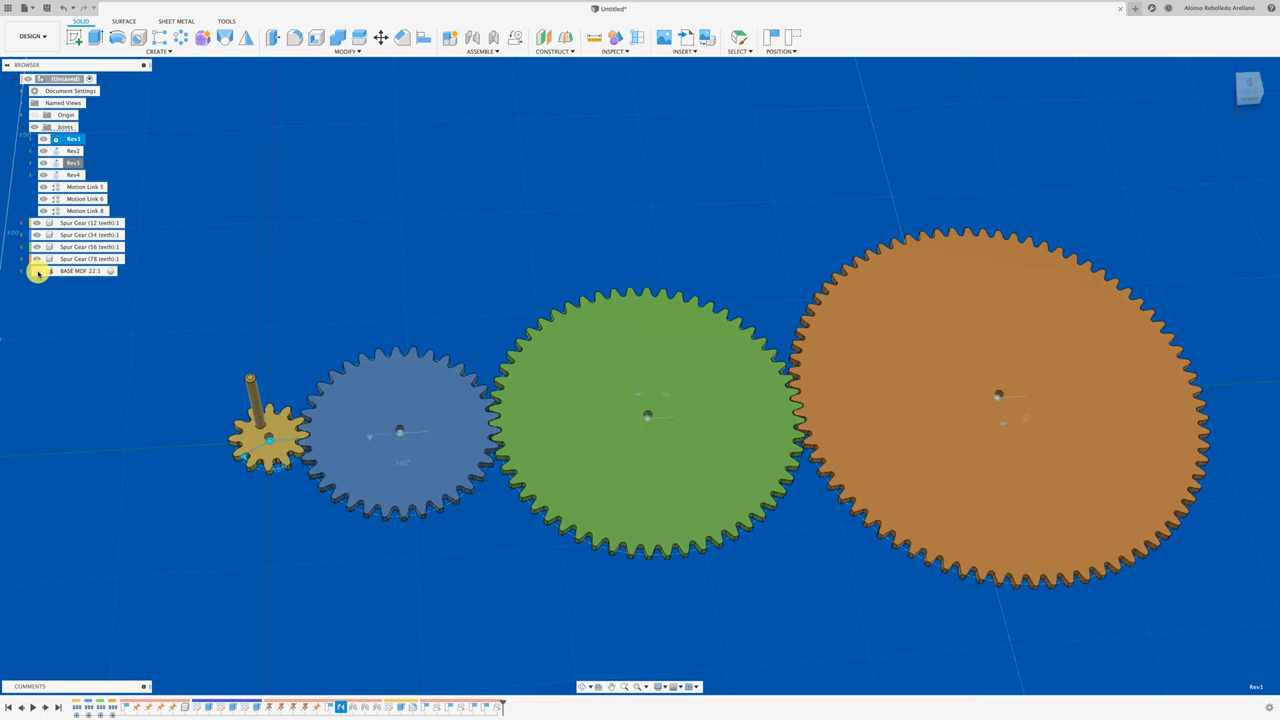 Untitled*
Alonso Rebolledo Arellano
SOLID SURFACE SHEET METAL TOOLS
DESIGN
CREATE MODIFY ASSEMBLE CONSTRUCT INSPECT INSERT SELECT POSITION
BROWSER
(Unsaved)
Document Settings
Named Views
Origin
Joints
Rev1
Rev2
Rev3
Rev4
Motion Link 5
Motion Link 6
Motion Link 8
Spur Gear (12 teeth):1
Spur Gear (34 teeth):1
Spur Gear (56 teeth):1
Spur Gear (78 teeth):1
BASE MDF 22:1
100
COMMENTS
Rev1